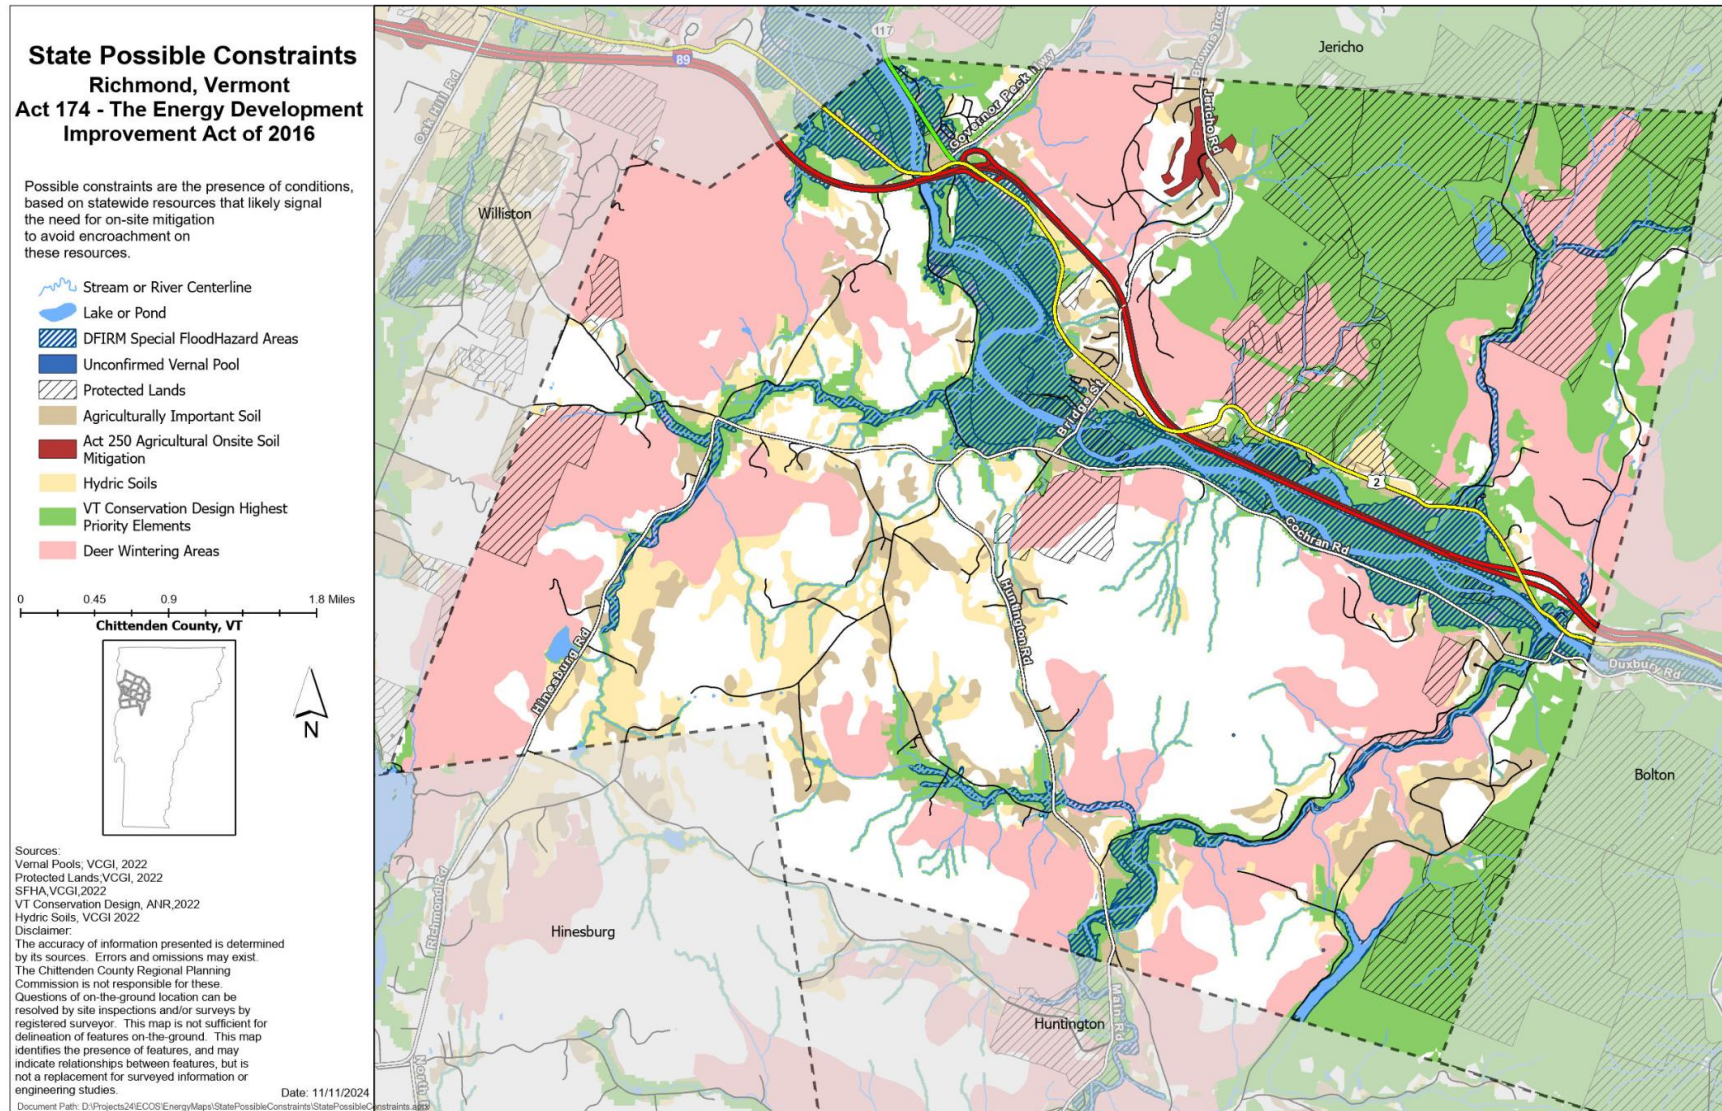 State Possible Constraints
Richmond, Vermont
Act 174 - The Energy Development
Improvement Act of 2016
Possible constraints are the presence of conditions,
based on statewide resources that likely signal
the need for on-site mitigation
to avoid encroachment on
these resources.
Stream or River Centerline
Lake or Pond
DFIRM Special FloodHazard Areas
Unconfirmed Vernal Pool
Protected Lands
Agriculturally Important Soil
Act 250 Agricultural Onsite Soil
Mitigation
Hydric Soils
VT Conservation Design Highest
Priority Elements
Deer Wintering Areas
0 0.45 0.9 1.8 Miles
Chittenden County, VT
N
Sources:
Vernal Pools; VCGI, 2022
Protected Lands;VCGI, 2022
SFHA,VCGI,2022
VT Conservation Design, ANR,2022
Hydric Soils, VCGI 2022
Disclaimer:
The accuracy of information presented is determined
by its sources. Errors and omissions may exist.
The Chittenden County Regional Planning
Commission is not responsible for these.
Questions of on-the-ground location can be
resolved by site inspections and/or surveys by
registered surveyor. This map is not sufficient for
delineation of features on-the-ground. This map
identifies the presence of features, and may
indicate relationships between features, but is
not a replacement for surveyed information or
engineering studies.
Date: 11/11/2024
Document Path: D:\Projects24\ECOS\EnergyMaps\StatePossibleConstraints\StatePossibleConstraints.aprx
117
Jericho
89
Oak Hill Rd
Governor Peck Hwy
Jericho Rd
Williston
Bridge St
2
Cochran Rd
Huntington Rd
Hinesburg Rd
Duxbury Rd
Bolton
Richmond Rd
Hinesburg
Huntington
Main Rd